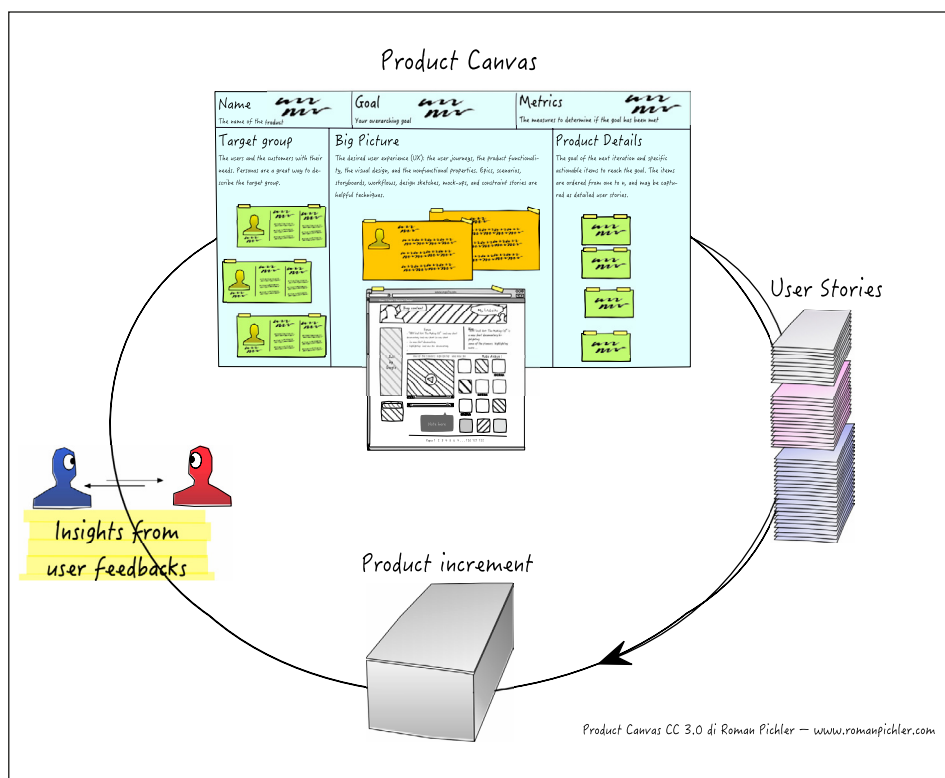 Product Canvas
Name
The name of the product
Goal
Your overarching goal
Metrics
The measures to determine if the goal has been met
Target group
The users and the customers with their
needs. Personas are a great way to de-
scribe the target group.
Big Picture
The desired user experience (UX): the user journeys, the product functionali-
ty, the visual design, and the nonfunctional properties. Epics, scenarios,
storyboards, workflows, design sketches, mock-ups, and constraint stories are
helpful techniques.
Product Details
The goal of the next iteration and specific
actionable items to reach the goal. The items
are ordered from one to n, and may be captu-
red as detailed user stories.
User Stories
Insights from
user feedbacks
Product increment
Product Canvas CC 3.0 di Roman Pichler – www.romanpichler.com